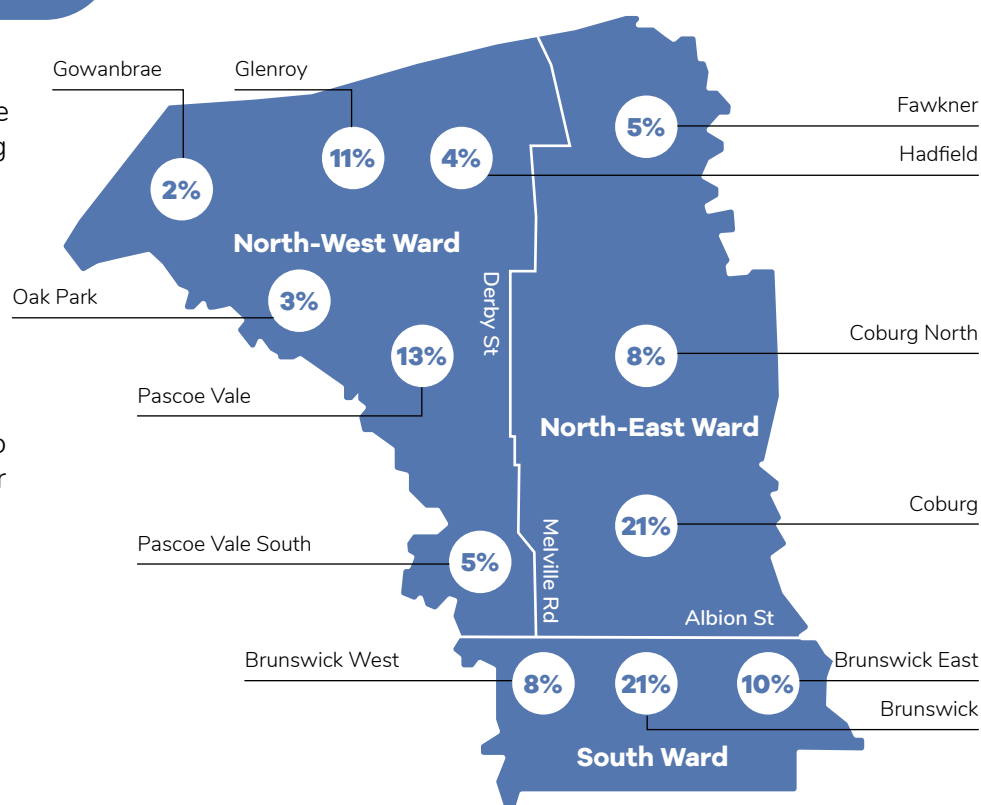 Gowanbrae
Glenroy
Fawkner
Hadfield
5%
11%
4%
2%
North-West Ward
Oak Park
3%
Derby St
13%
8%
Coburg North
Pascoe Vale
North-East Ward
Coburg
21%
Pascoe Vale South
5%
Melville Rd
Albion St
Brunswick West
8%
21%
10%
Brunswick East
Brunswick
South Ward